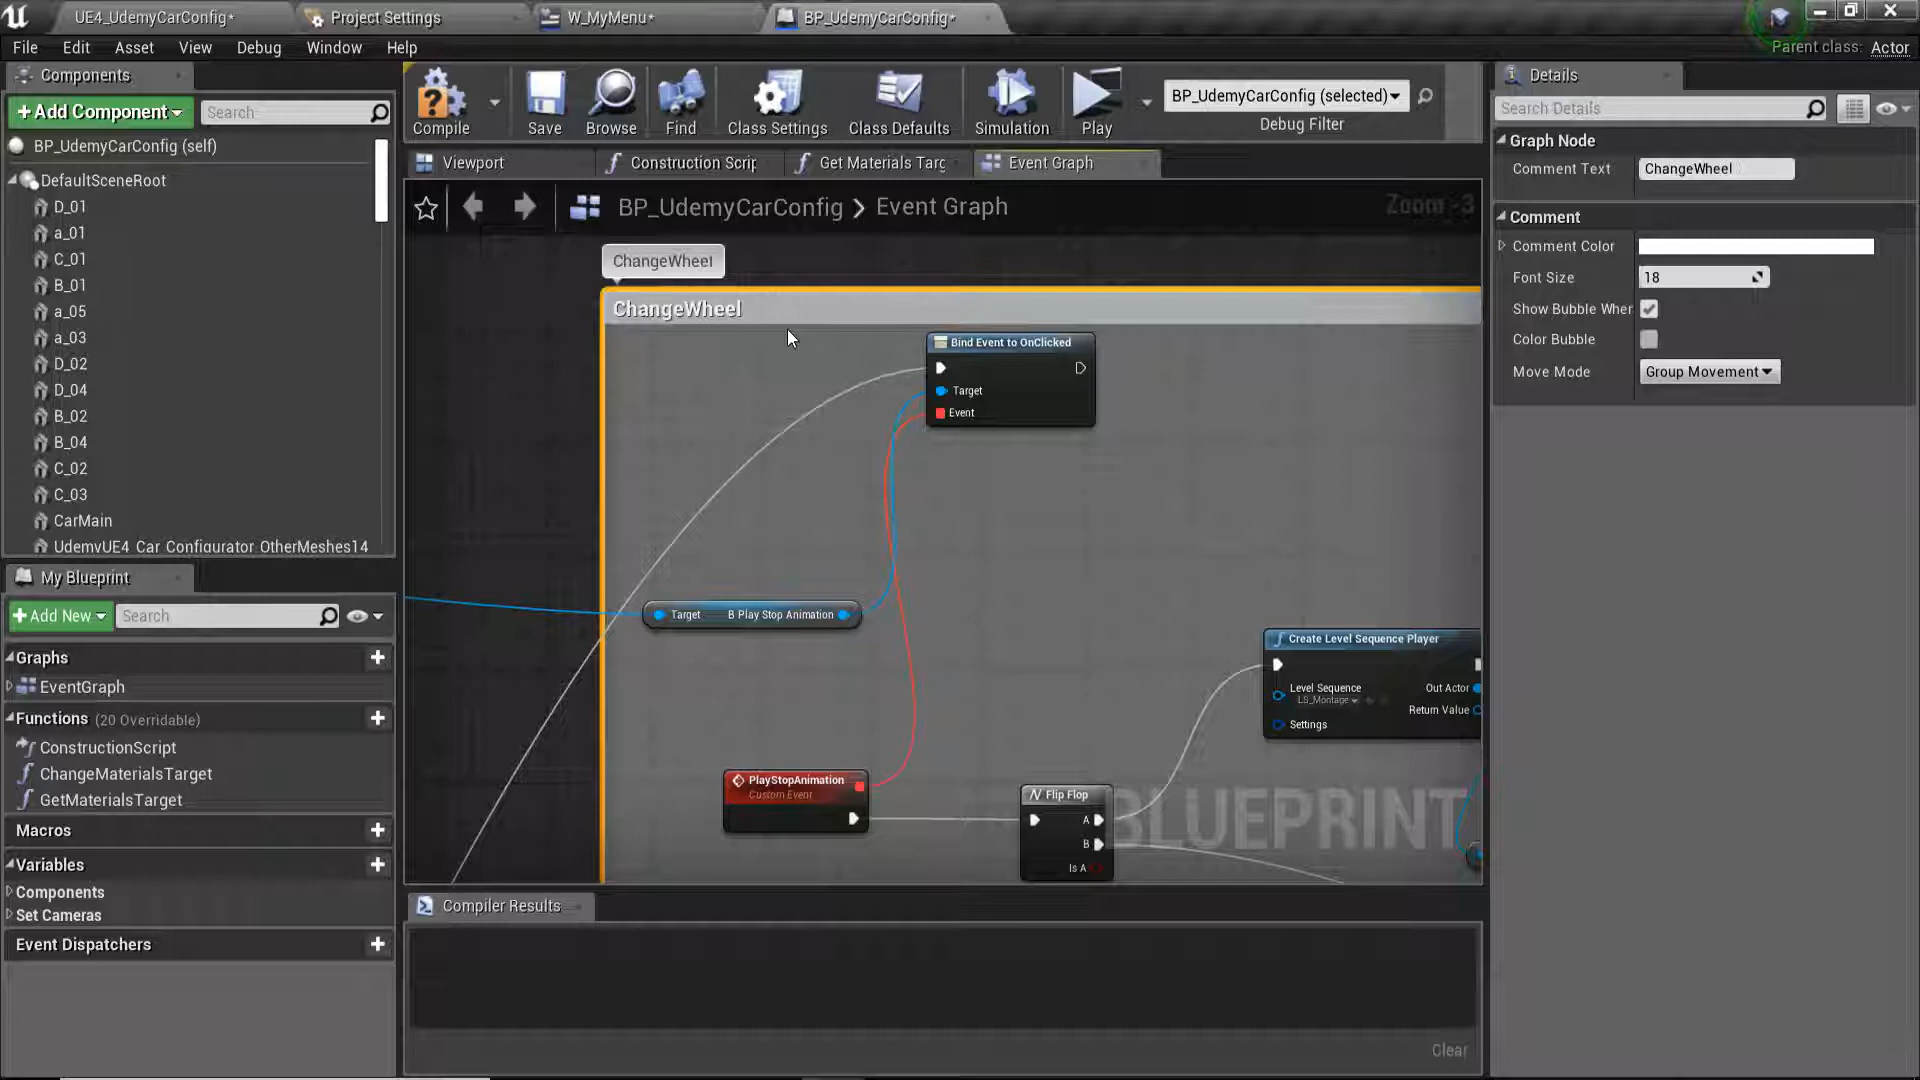 UE4_UdemyCarConfig*
Project Settings
W_MyMenu*
BP_UdemyCarConfig*
File Edit Asset View Debug Window Help
Parent class: Actor
Components
+Add Component
Search
BP_UdemyCarConfig (self)
DefaultSceneRoot
D_01
a_01
C_01
B_01
a_05
a_03
D_02
D_04
B_02
B_04
C_02
C_03
CarMain
UdemyUE4_Car_Configurator_OtherMeshes14
My Blueprint
+Add New
Search
Graphs
EventGraph
Functions (20 Overridable)
ConstructionScript
ChangeMaterialsTarget
GetMaterialsTarget
Macros
Variables
Components
Set Cameras
Event Dispatchers
Compile
Save
Browse
Find
Class Settings
Class Defaults
Simulation
Play
BP_UdemyCarConfig (selected)
Debug Filter
Viewport
Construction Scrip
Get Materials Targ
Event Graph
BP_UdemyCarConfig > Event Graph
Zoom -3
ChangeWheel
ChangeWheel
Bind Event to OnClicked
Target
Event
Target B Play Stop Animation
Create Level Sequence Player
Level Sequence
LS_Montage
Out Actor
Return Value
Settings
PlayStopAnimation
Custom Event
Flip Flop
A
B
Is A
BLUEPRINT
Compiler Results
Clear
Details
Search Details
Graph Node
Comment Text ChangeWheel
Comment
Comment Color
Font Size 18
Show Bubble When
Color Bubble
Move Mode Group Movement